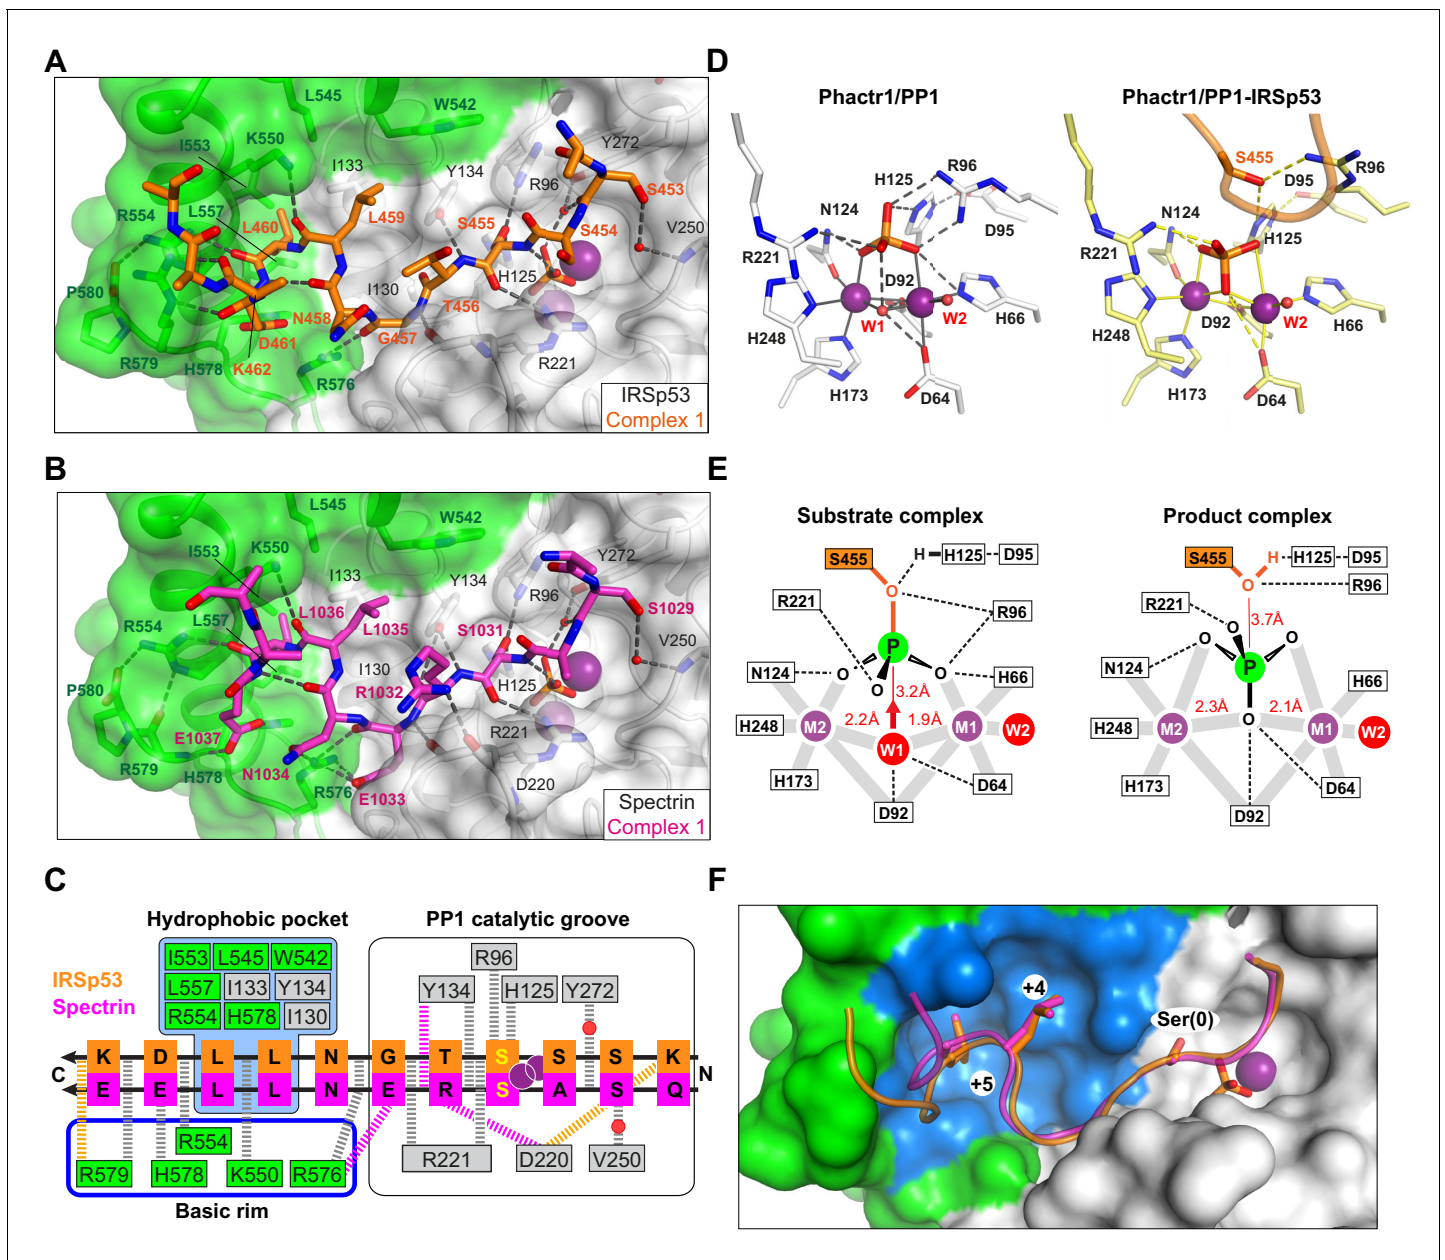 A
L545
W542
K550
I553
I133
Y134
Y272
R96
S453
R554
L557
L460
L459
S455
S454
V250
H125
P580
I130
T456
N458
G457
D461
R579
H578
K462
R576
R221
IRSp53
Complex 1
B
L545
W542
K550
I553
I133
Y134
Y272
R96
S1029
R554
L557
L1036
L1035
S1031
V250
I130
R1032
H125
P580
R221
E1037
R579
H578
N1034
R576
E1033
D220
Spectrin
Complex 1
C
Hydrophobic pocket
PP1 catalytic groove
IRSp53
Spectrin
I553 L545 W542
L557 I133 Y134
R554 H578 I130
R96
Y134 H125 Y272
K D L L N G T S S S K
C N
E E L L N E R S A S Q
R554
R579 H578 K550 R576
R221 D220 V250
Basic rim
D
Phactr1/PP1
R96
H125
N124
D95
R221
D92
W1
W2
H66
H248
H173
D64
Phactr1/PP1-IRSp53
S455
R96
D95
N124
H125
R221
D92
W2
H66
H248
H173
D64
E
Substrate complex
S455
H H125 D95
O
R221
R96
P
N124 O O H66
O
3.2Å
2.2Å 1.9Å
H248 M2 M1 W2
W1
H173 D64
D92
Product complex
S455 H H125 D95
O R96
R221
3.7Å
O
O O
N124 P H66
2.3Å 2.1Å
O
H248 M2 M1 W2
H173 D64
D92
F
+4
Ser(0)
+5